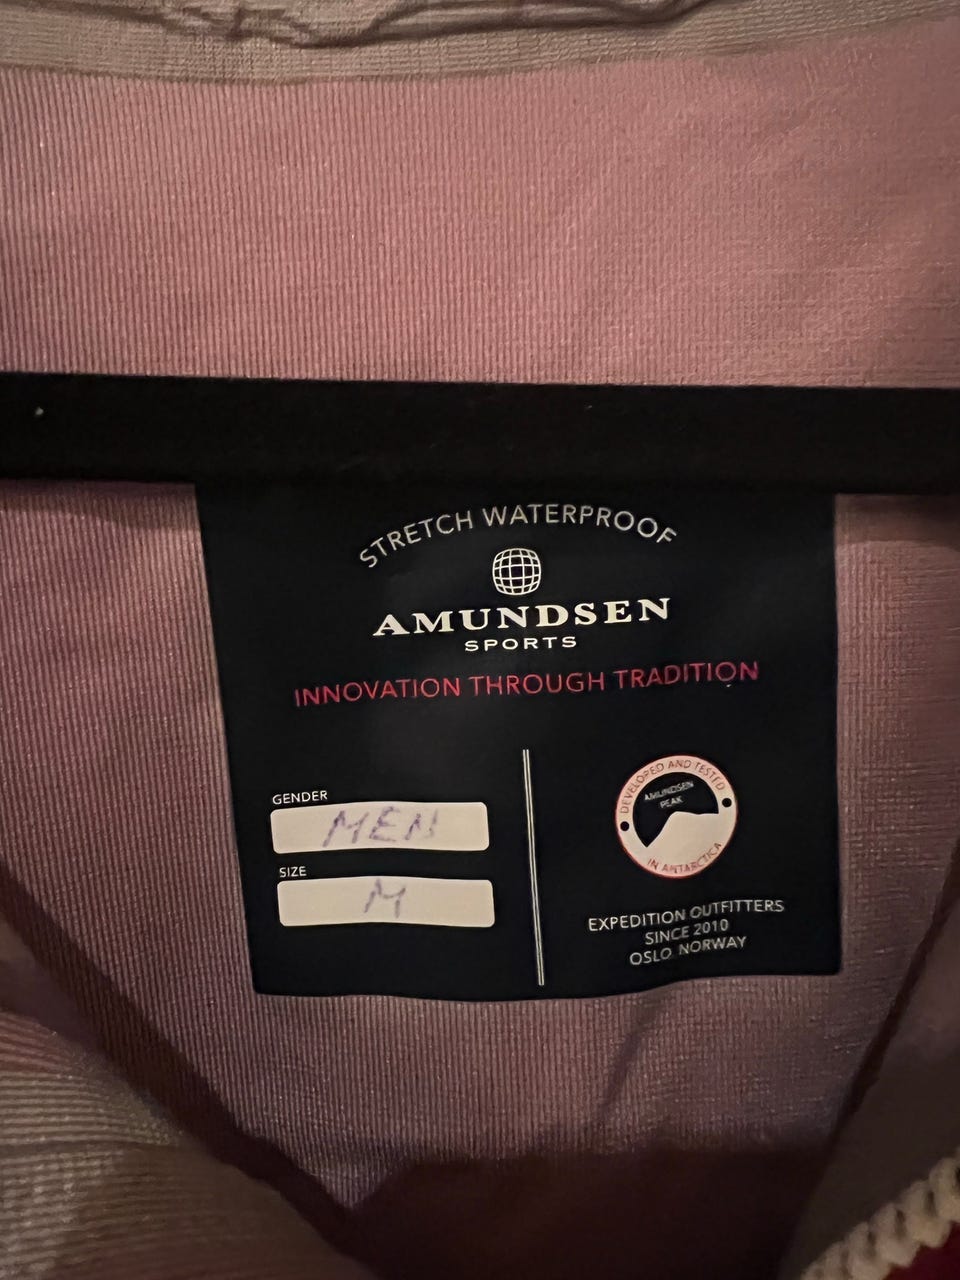 STRETCH WATERPROOF
AMUNDSEN
SPORTS
INNOVATION THROUGH TRADITION
GENDER
MEN
SIZE
M
DEVELOPED AND TESTED
AMUNDSEN
PEAK
IN ANTARCTICA
EXPEDITION OUTFITTERS
SINCE 2010
OSLO, NORWAY